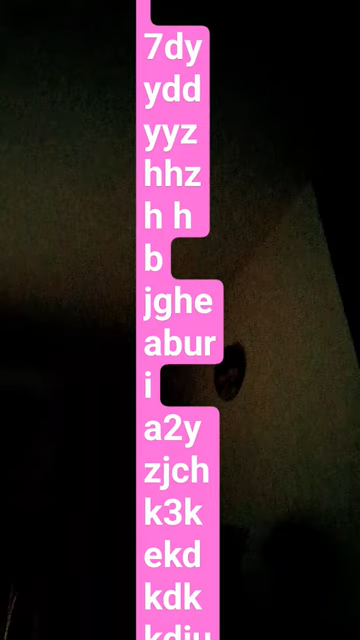 7dy
ydd
yyz
hhz
h h
b
jghe
abur
i
a2y
zjch
k3k
ekd
kdk